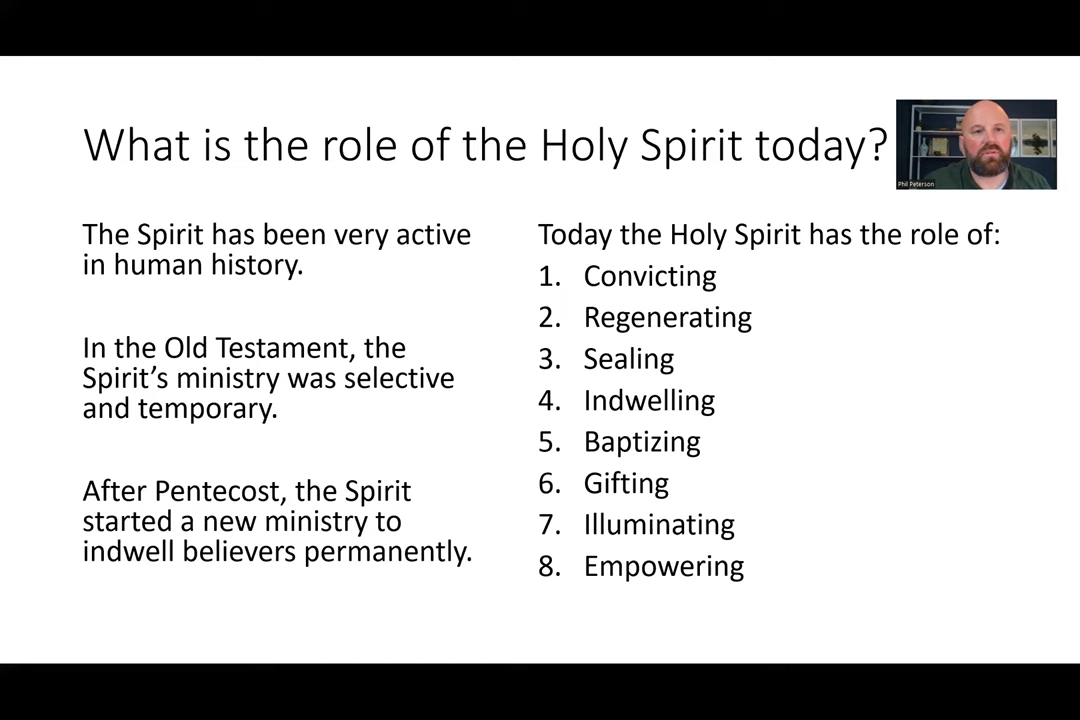 What is the role of the Holy Spirit today?
Phil Peterson
The Spirit has been very active
in human history.
In the Old Testament, the
Spirit’s ministry was selective
and temporary.
After Pentecost, the Spirit
started a new ministry to
indwell believers permanently.
Today the Holy Spirit has the role of:
1. Convicting
2. Regenerating
3. Sealing
4. Indwelling
5. Baptizing
6. Gifting
7. Illuminating
8. Empowering